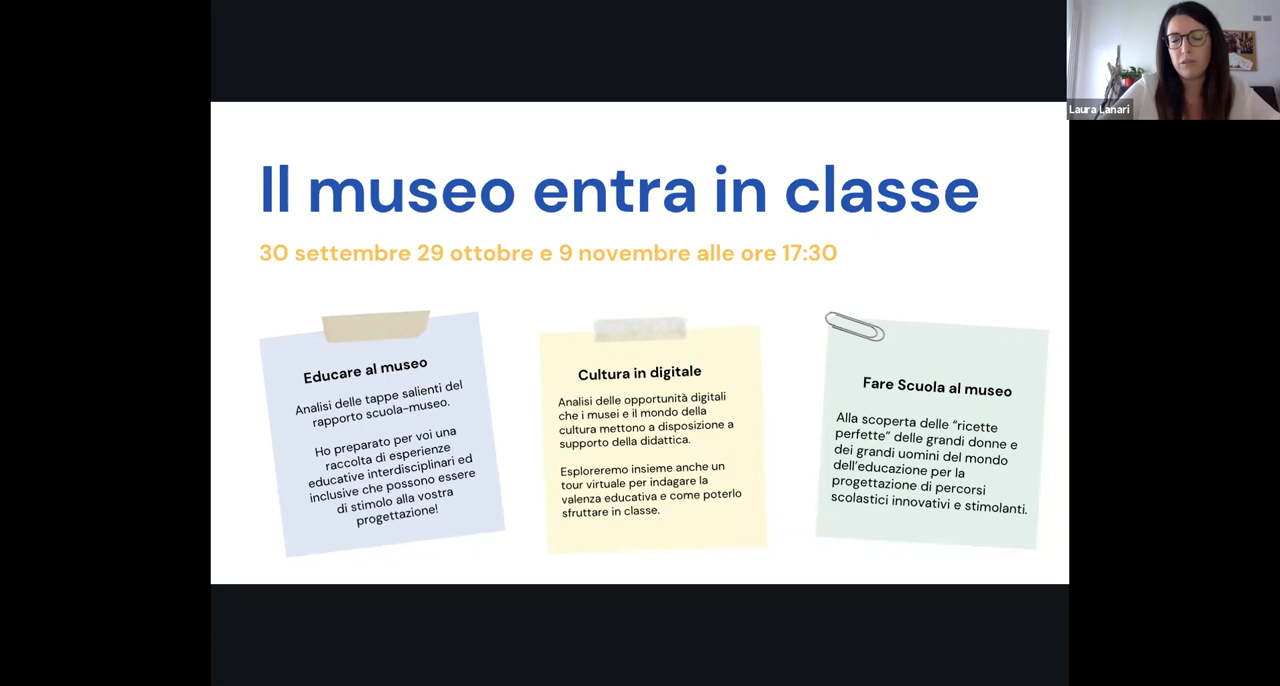 Laura Lanari
Il museo entra in classe
30 settembre 29 ottobre e 9 novembre alle ore 17:30
Educare al museo
Analisi delle tappe salienti del
rapporto scuola-museo.
Ho preparato per voi una
raccolta di esperienze
educative interdisciplinari ed
inclusive che possono essere
di stimolo alla vostra
progettazione!
Cultura in digitale
Analisi delle opportunità digitali
che i musei e il mondo della
cultura mettono a disposizione a
supporto della didattica.
Esploreremo insieme anche un
tour virtuale per indagare la
valenza educativa e come poterlo
sfruttare in classe.
Fare Scuola al museo
Alla scoperta delle “ricette
perfette” delle grandi donne e
dei grandi uomini del mondo
dell’educazione per la
progettazione di percorsi
scolastici innovativi e stimolanti.